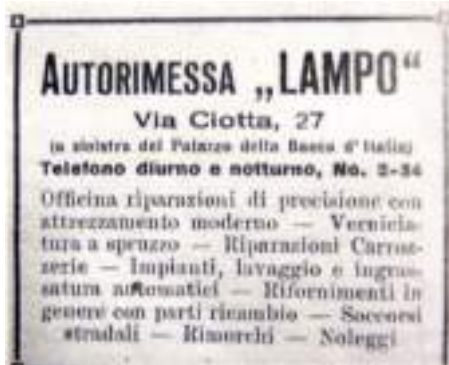 AUTORIMESSA „LAMPO“
Via Ciotta, 27
(a sinistra del Palazzo della Banca d'Italia)
Telefono diurno e notturno, No. 2-34
Officina riparazioni di precisione con
attrezzamento moderno — Vernicia-
tura a spruzzo — Riparazioni Carroz-
zerie — Impianti, lavaggio e ingras-
satura automatici — Rifornimenti in
genere con parti ricambio — Soccorsi
stradali — Rimorchi — Noleggi